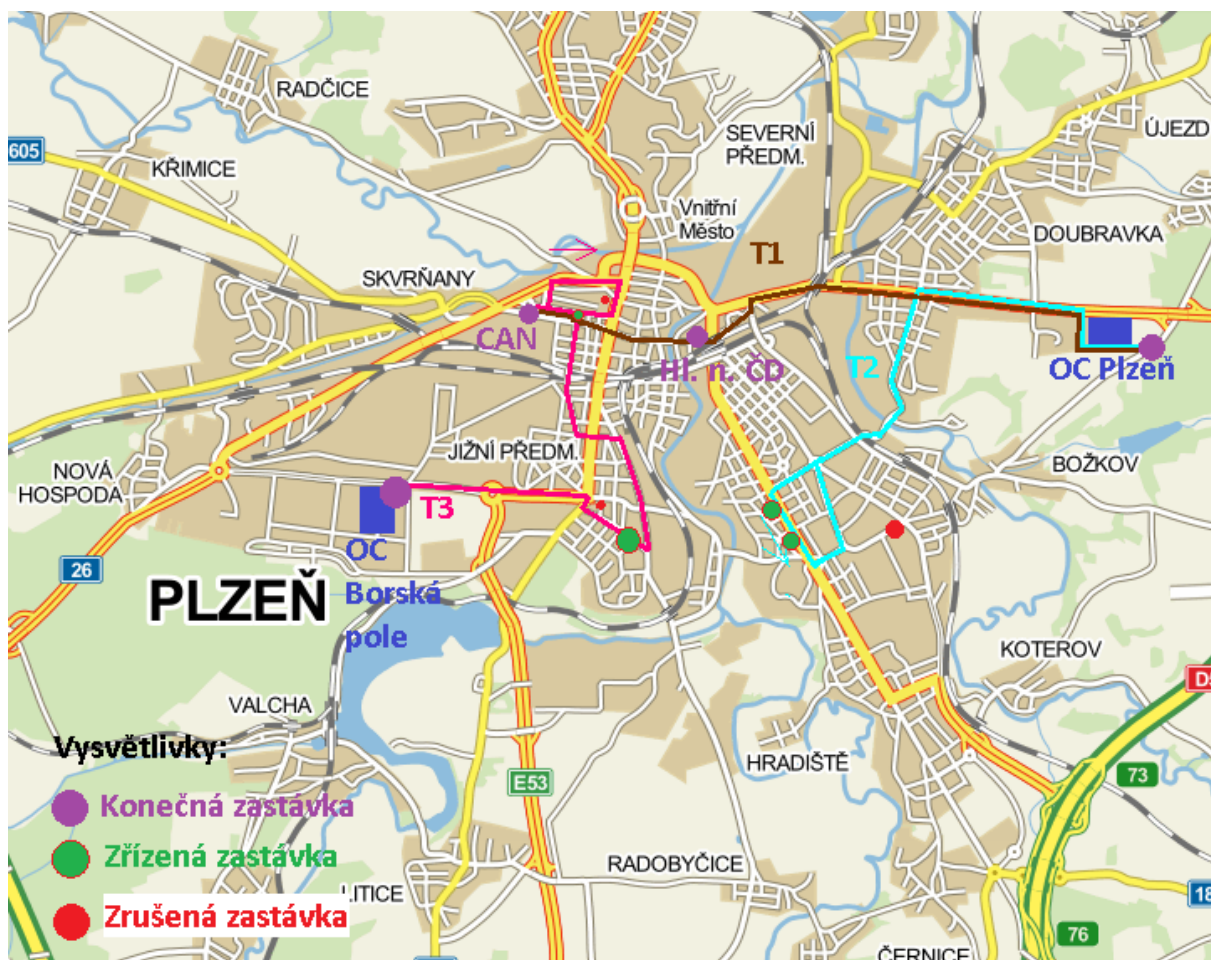 RADČICE
605
KŘIMICE
SEVERNÍ
PŘEDM.
ÚJEZD
Vnitřní
Město
DOUBRAVKA
T1
SKVRŇANY
CAN
Hl. n. ČD
T2
OC Plzeň
JIŽNÍ PŘEDM.
NOVÁ
HOSPODA
BOŽKOV
T3
OC
Borská
pole
26
PLZEŇ
KOTEROV
VALCHA
Vysvětlivky:
HRADIŠTĚ
73
E53
Konečná zastávka
Zřízená zastávka
Zrušená zastávka
RADOBYČICE
LITICE
76
ČERNICE